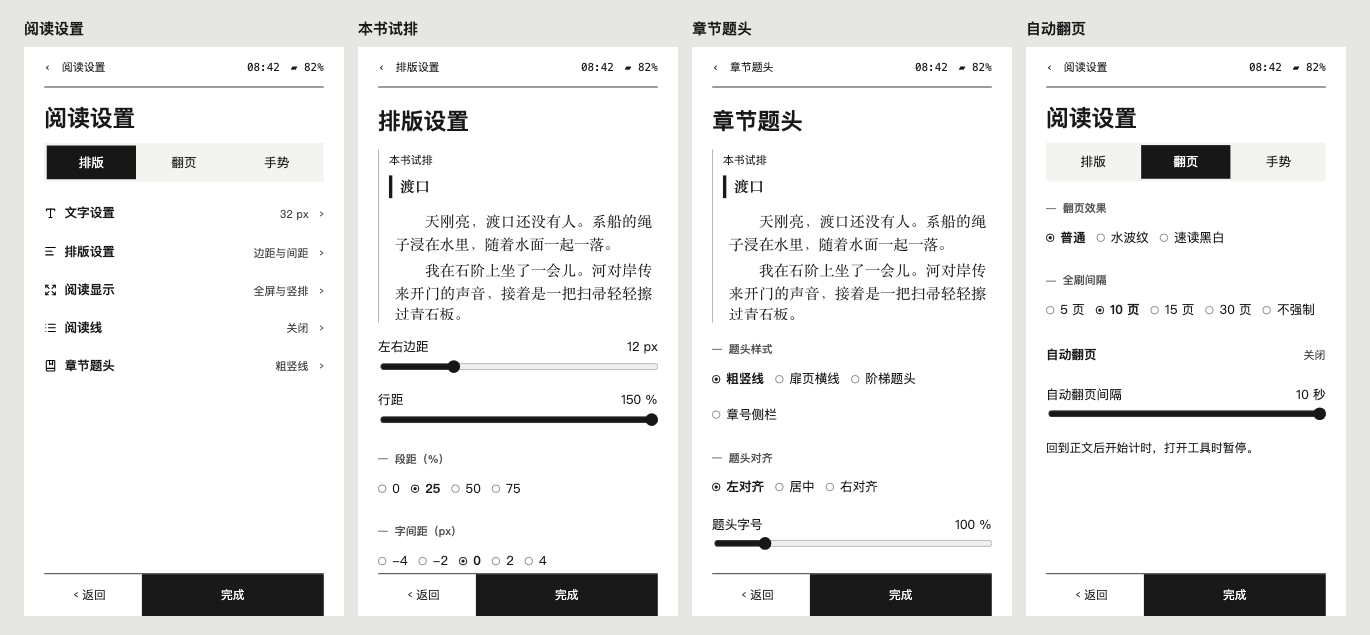 阅读设置
‹ 阅读设置 08:42 ▰ 82%
阅读设置
排版 翻页 手势
文字设置 32 px ›
排版设置 边距与间距 ›
阅读显示 全屏与竖排 ›
阅读线 关闭 ›
章节题头 粗竖线 ›
‹ 返回 完成
本书试排
‹ 排版设置 08:42 ▰ 82%
排版设置
本书试排
渡口
天刚亮，渡口还没有人。系船的绳
子浸在水里，随着水面一起一落。
我在石阶上坐了一会儿。河对岸传
来开门的声音，接着是一把扫帚轻轻擦
过青石板。
左右边距 12 px
行距 150 %
— 段距（%）
0 25 50 75
— 字间距（px）
−4 −2 0 2 4
‹ 返回 完成
章节题头
‹ 章节题头 08:42 ▰ 82%
章节题头
本书试排
渡口
天刚亮，渡口还没有人。系船的绳
子浸在水里，随着水面一起一落。
我在石阶上坐了一会儿。河对岸传
来开门的声音，接着是一把扫帚轻轻擦
过青石板。
— 题头样式
粗竖线 扉页横线 阶梯题头
章号侧栏
— 题头对齐
左对齐 居中 右对齐
题头字号 100 %
‹ 返回 完成
自动翻页
‹ 阅读设置 08:42 ▰ 82%
阅读设置
排版 翻页 手势
— 翻页效果
普通 水波纹 速读黑白
— 全刷间隔
5 页 10 页 15 页 30 页 不强制
自动翻页 关闭
自动翻页间隔 10 秒
回到正文后开始计时，打开工具时暂停。
‹ 返回 完成